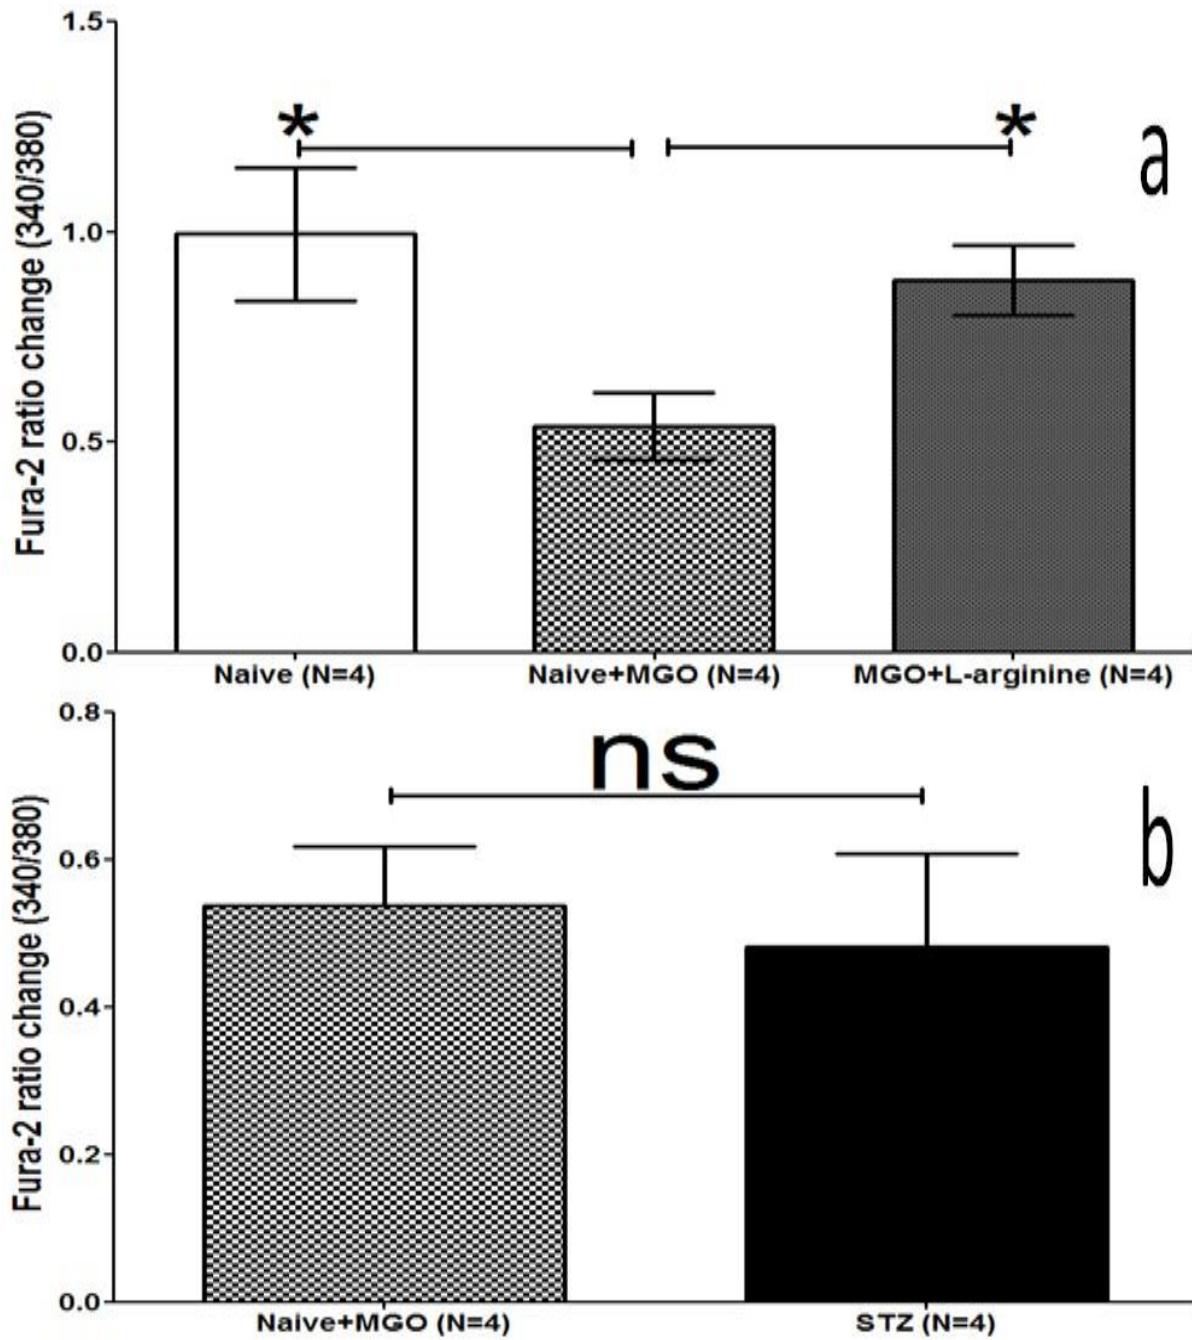 Fura-2 ratio change (340/380)
1.5
1.0
0.5
0.0
*
*
a
Naive (N=4)
Naive+MGO (N=4)
MGO+L-arginine (N=4)
Fura-2 ratio change (340/380)
0.8
0.6
0.4
0.2
0.0
ns
b
Naive+MGO (N=4)
STZ (N=4)